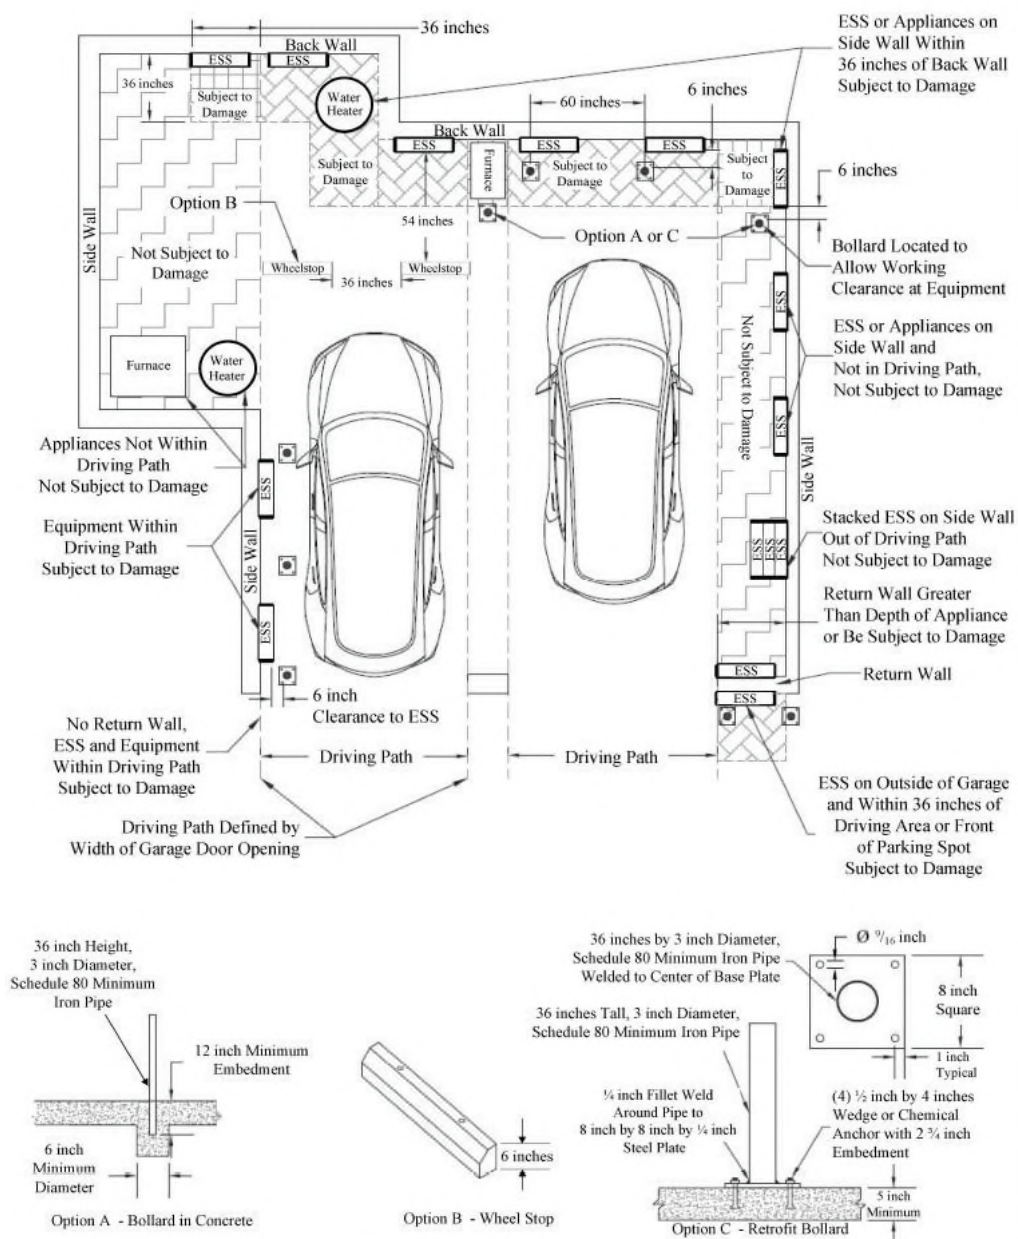 36 inches
ESS or Appliances on
Side Wall Within
36 inches of Back Wall
Subject to Damage
Back Wall
ESS
ESS
36 inches
Subject to
Damage
Water
Heater
60 inches
6 inches
Back Wall
ESS
ESS
ESS
Subject to
Damage
Furnace
Subject to
Damage
Subject
to
Damage
ESS
6 inches
Option B
54 inches
Option A or C
Side Wall
Not Subject to
Damage
Wheelstop
Wheelstop
36 inches
Bollard Located to
Allow Working
Clearance at Equipment
ESS
Not Subject to Damage
ESS or Appliances on
Side Wall and
Not in Driving Path,
Not Subject to Damage
Furnace
Water
Heater
ESS
Side Wall
Appliances Not Within
Driving Path
Not Subject to Damage
ESS
Equipment Within
Driving Path
Subject to Damage
Side Wall
ESS
ESS
ESS
ESS
Stacked ESS on Side Wall
Out of Driving Path
Not Subject to Damage
ESS
Return Wall Greater
Than Depth of Appliance
or Be Subject to Damage
ESS
Return Wall
ESS
6 inch
Clearance to ESS
No Return Wall,
ESS and Equipment
Within Driving Path
Subject to Damage
Driving Path
Driving Path
ESS on Outside of Garage
and Within 36 inches of
Driving Area or Front
of Parking Spot
Subject to Damage
Driving Path Defined by
Width of Garage Door Opening
36 inch Height,
3 inch Diameter,
Schedule 80 Minimum
Iron Pipe
12 inch Minimum
Embedment
6 inch
Minimum
Diameter
Option A - Bollard in Concrete
6 inches
Option B - Wheel Stop
36 inches by 3 inch Diameter,
Schedule 80 Minimum Iron Pipe
Welded to Center of Base Plate
Ø 9/16 inch
8 inch
Square
1 inch
Typical
36 inches Tall, 3 inch Diameter,
Schedule 80 Minimum Iron Pipe
¼ inch Fillet Weld
Around Pipe to
8 inch by 8 inch by ¼ inch
Steel Plate
(4) ½ inch by 4 inches
Wedge or Chemical
Anchor with 2 ¾ inch
Embedment
5 inch
Minimum
Option C - Retrofit Bollard